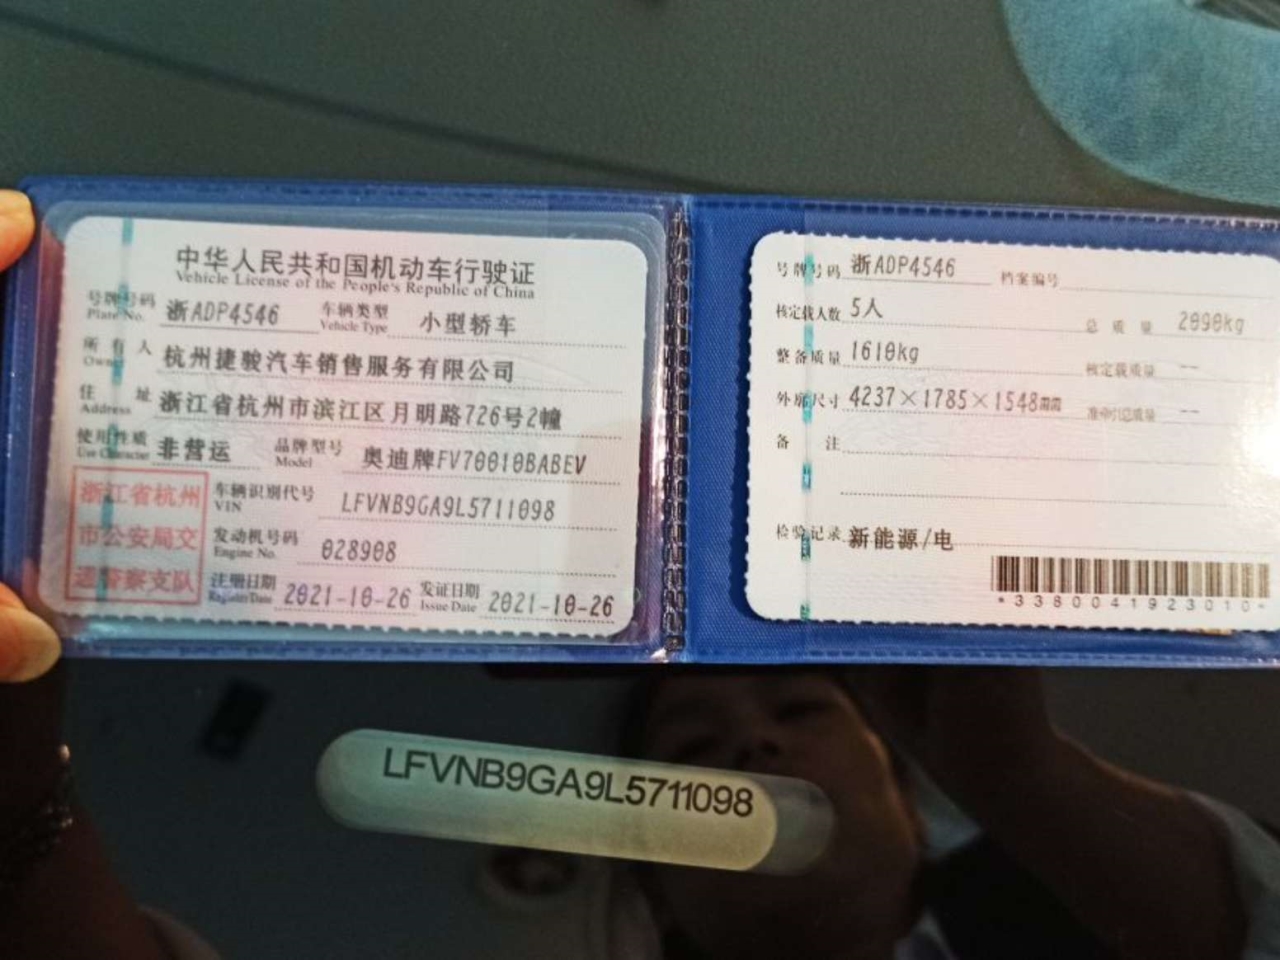 中华人民共和国机动车行驶证
Vehicle License of the People's Republic of China
号牌号码 浙ADP4546 车辆类型 小型轿车
Plate No. Vehicle Type
所有人 杭州捷骏汽车销售服务有限公司
Owner
住址 浙江省杭州市滨江区月明路726号2幢
Address
使用性质 非营运 品牌型号 奥迪牌FV70010BABEV
Use Character Model
浙江省杭州
市公安局交
通警察支队
车辆识别代号 LFVNB9GA9L5711098
VIN
发动机号码 028908
Engine No.
注册日期 2021-10-26 发证日期 2021-10-26
Register Date Issue Date
号牌号码 浙ADP4546 档案编号
核定载人数 5人 总质量 2090kg
整备质量 1610kg 核定载质量 --
外廓尺寸 4237×1785×1548mm 准牵引总质量 --
备注
检验记录 新能源/电
*3380041923010*
LFVNB9GA9L5711098